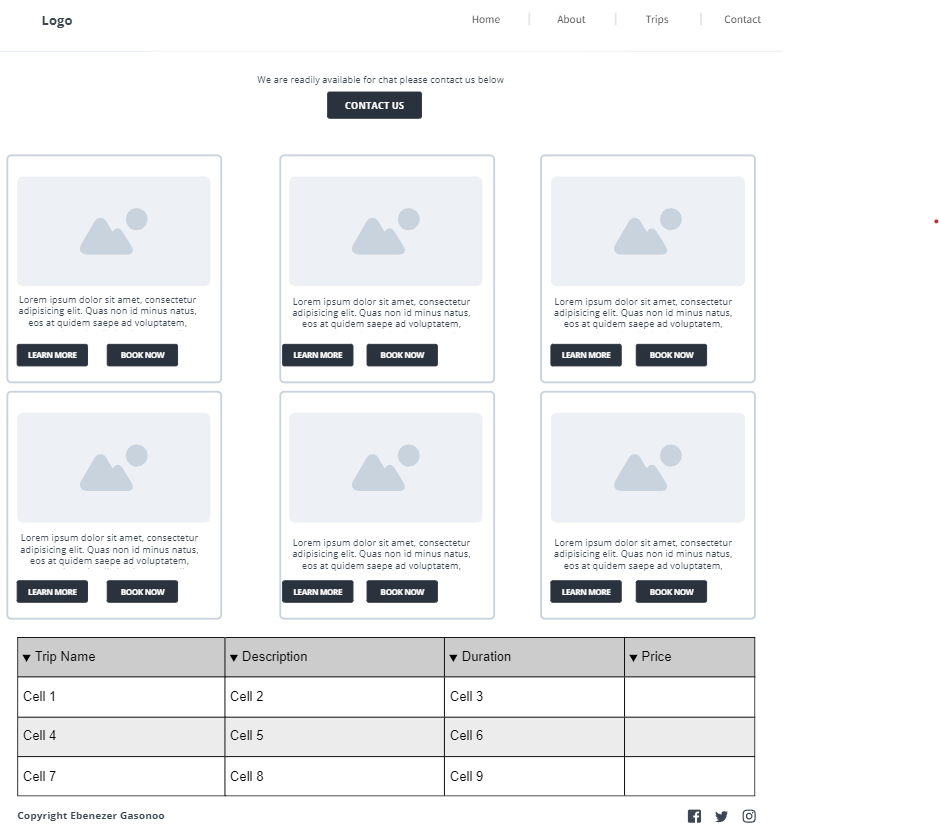 Logo
Home
About
Trips
Contact
We are readily available for chat please contact us below
CONTACT US
Lorem ipsum dolor sit amet, consectetur
adipisicing elit. Quas non id minus natus,
eos at quidem saepe ad voluptatem,
LEARN MORE
BOOK NOW
Lorem ipsum dolor sit amet, consectetur
adipisicing elit. Quas non id minus natus,
eos at quidem saepe ad voluptatem,
LEARN MORE
BOOK NOW
Lorem ipsum dolor sit amet, consectetur
adipisicing elit. Quas non id minus natus,
eos at quidem saepe ad voluptatem,
LEARN MORE
BOOK NOW
Lorem ipsum dolor sit amet, consectetur
adipisicing elit. Quas non id minus natus,
eos at quidem saepe ad voluptatem,
LEARN MORE
BOOK NOW
Lorem ipsum dolor sit amet, consectetur
adipisicing elit. Quas non id minus natus,
eos at quidem saepe ad voluptatem,
LEARN MORE
BOOK NOW
Lorem ipsum dolor sit amet, consectetur
adipisicing elit. Quas non id minus natus,
eos at quidem saepe ad voluptatem,
LEARN MORE
BOOK NOW
▼ Trip Name ▼ Description ▼ Duration ▼ Price
Cell 1 Cell 2 Cell 3
Cell 4 Cell 5 Cell 6
Cell 7 Cell 8 Cell 9
Copyright Ebenezer Gasonoo